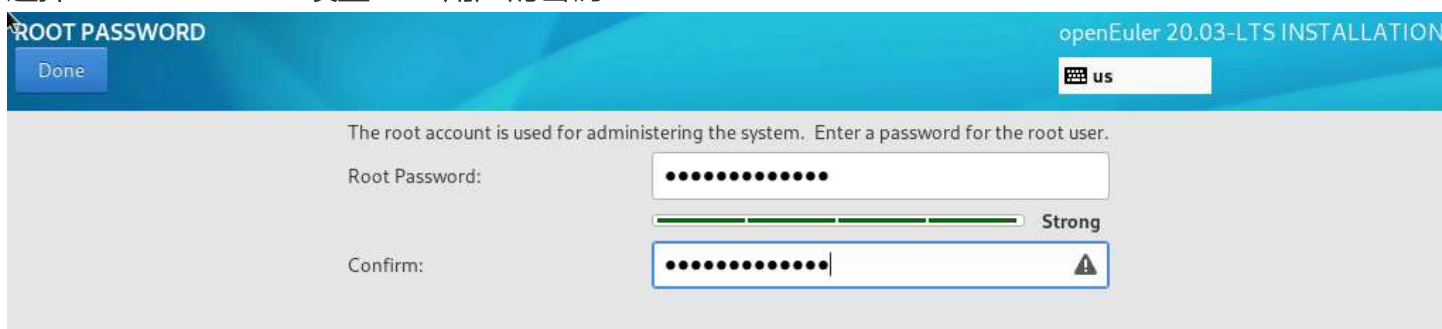 ROOT PASSWORD
openEuler 20.03-LTS INSTALLATION
Done
us
The root account is used for administering the system. Enter a password for the root user.
Root Password:
●●●●●●●●●●●●●
Strong
Confirm:
●●●●●●●●●●●●●